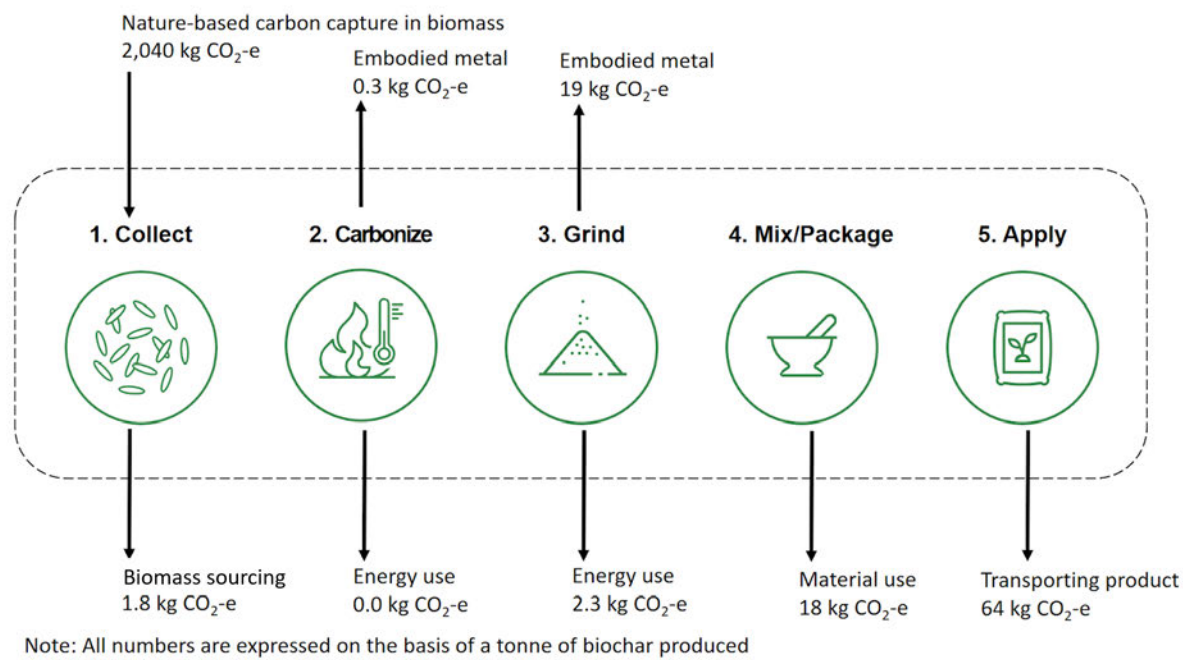 Nature-based carbon capture in biomass
2,040 kg CO₂-e
Embodied metal
0.3 kg CO₂-e
Embodied metal
19 kg CO₂-e
1. Collect
2. Carbonize
3. Grind
4. Mix/Package
5. Apply
Biomass sourcing
1.8 kg CO₂-e
Energy use
0.0 kg CO₂-e
Energy use
2.3 kg CO₂-e
Material use
18 kg CO₂-e
Transporting product
64 kg CO₂-e
Note: All numbers are expressed on the basis of a tonne of biochar produced